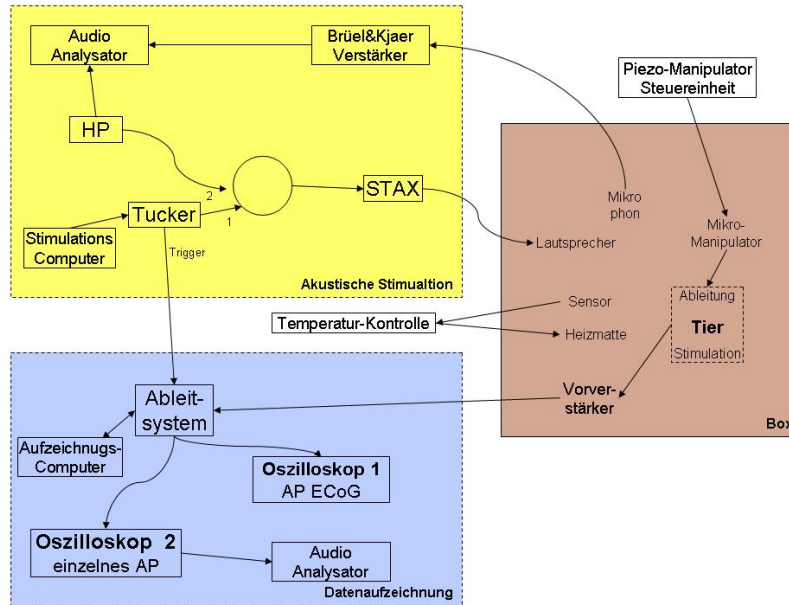 Audio
Analysator
Brüel&Kjaer
Verstärker
HP
2
STAX
Tucker
1
Stimulations
Computer
Trigger
Akustische Stimualtion
Piezo-Manipulator
Steuereinheit
Mikro
phon
Mikro-
Manipulator
Lautsprecher
Ableitung
Tier
Stimulation
Sensor
Heizmatte
Temperatur-Kontrolle
Vorver-
stärker
Box
Ableit-
system
Aufzeichnugs-
Computer
Oszilloskop 1
AP ECoG
Oszilloskop 2
einzelnes AP
Audio
Analysator
Datenaufzeichnung